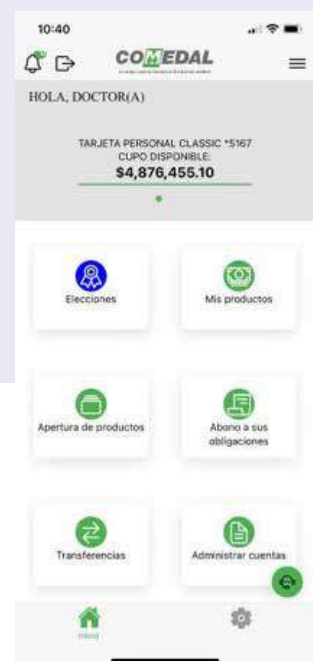 10:40
COMEDAL
HOLA, DOCTOR(A)
TARJETA PERSONAL CLASSIC *5167
CUPO DISPONIBLE:
$4,876,455.10
Elecciones
Mis productos
Apertura de productos
Abono a sus
obligaciones
Transferencias
Administrar cuentas
Inicio